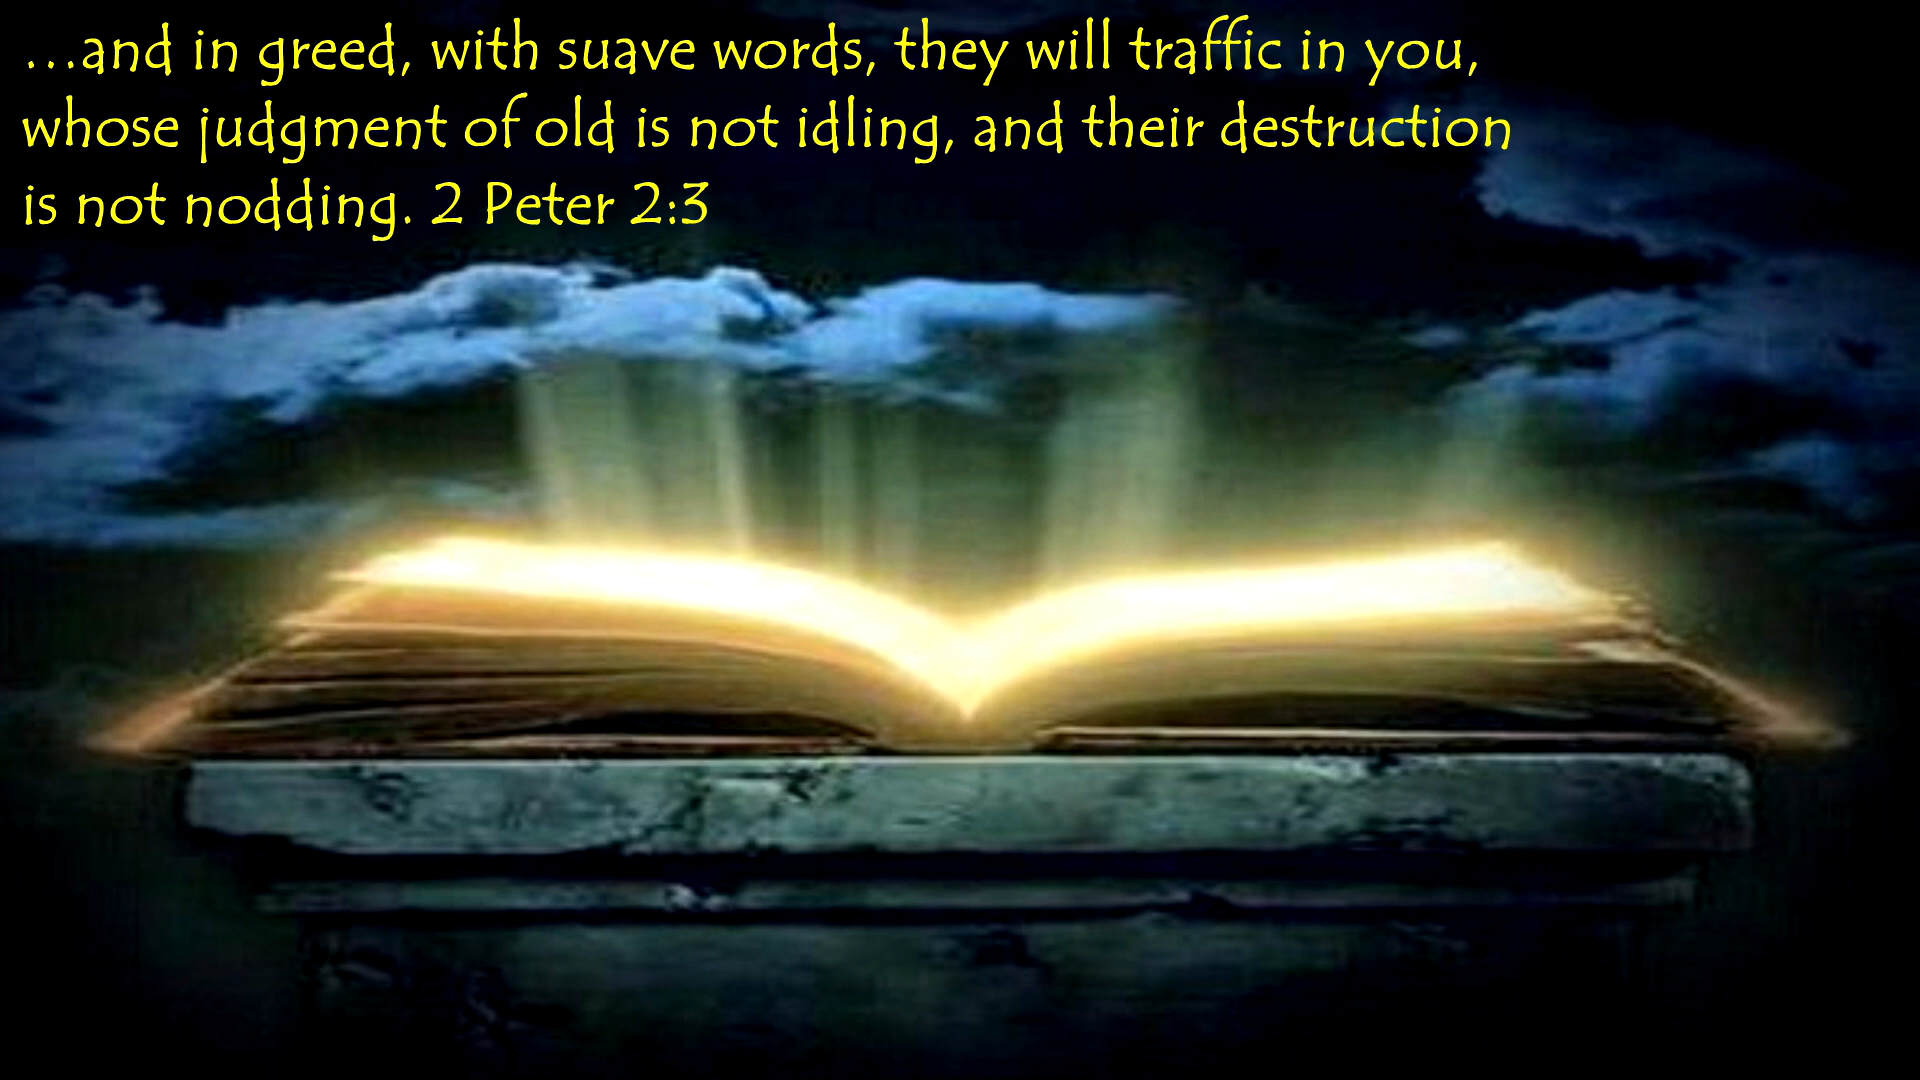 …and in greed, with suave words, they will traffic in you,
whose judgment of old is not idling, and their destruction
is not nodding. 2 Peter 2:3